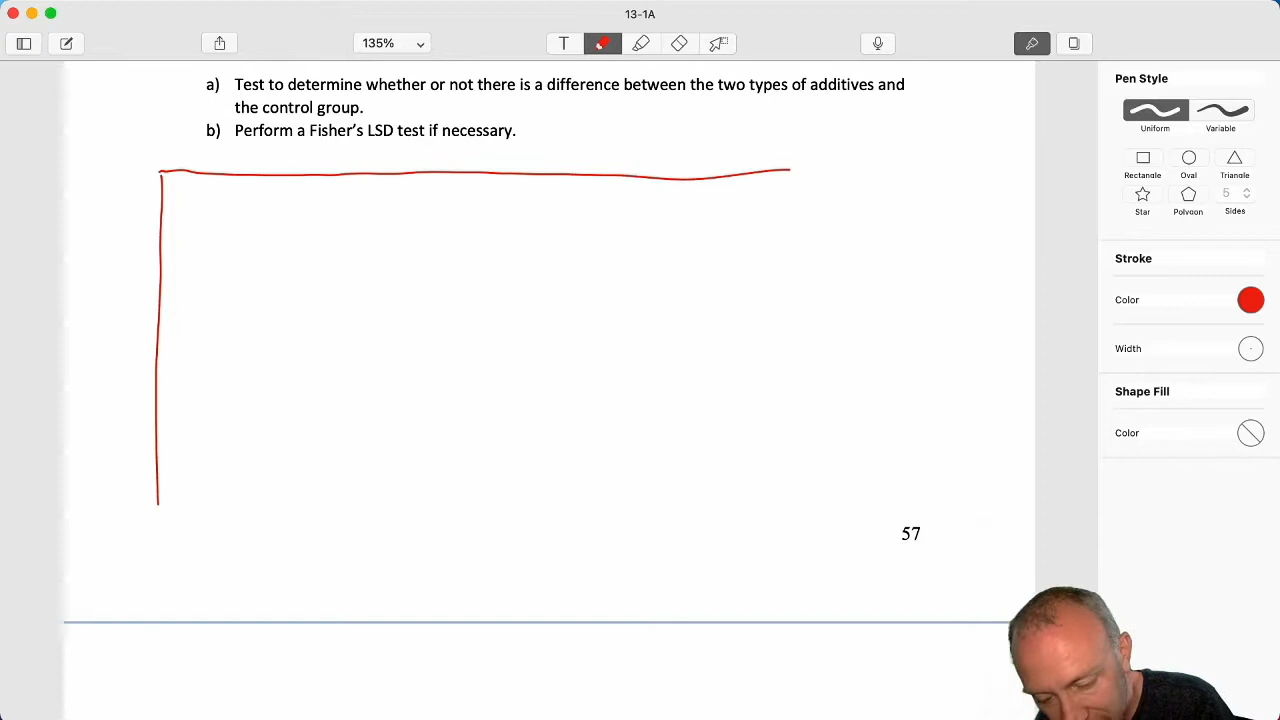 13-1A
135%
T
Pen Style
Uniform
Variable
Rectangle
Oval
Triangle
5
Star
Polygon
Sides
Stroke
Color
Width
Shape Fill
Color
a) Test to determine whether or not there is a difference between the two types of additives and
the control group.
b) Perform a Fisher's LSD test if necessary.
57